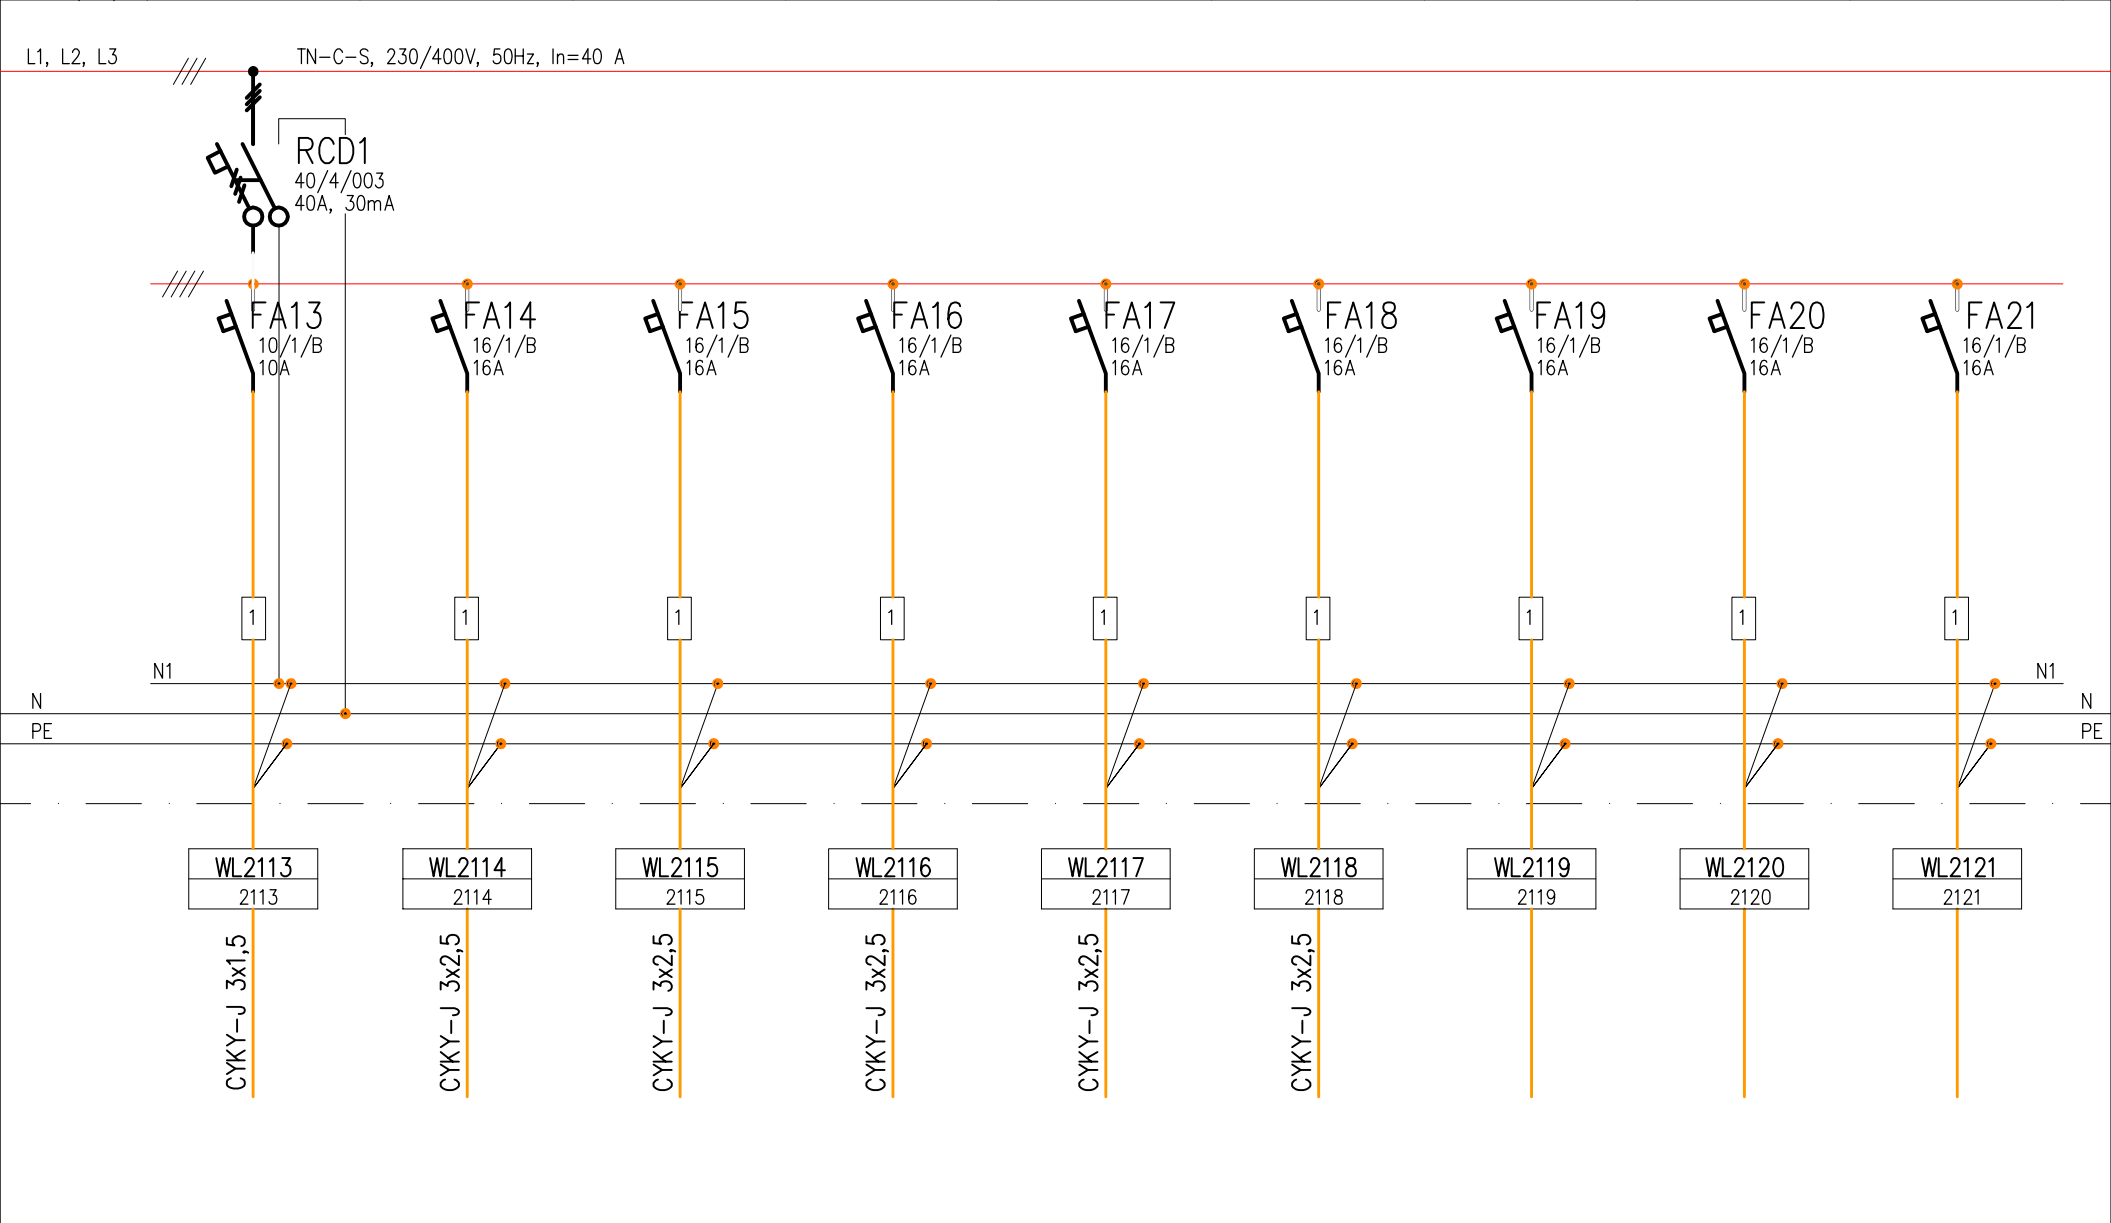 L1, L2, L3
TN-C-S, 230/400V, 50Hz, In=40 A
RCD1
40/4/003
40A, 30mA
FA13
10/1/B
10A
FA14
16/1/B
16A
FA15
16/1/B
16A
FA16
16/1/B
16A
FA17
16/1/B
16A
FA18
16/1/B
16A
FA19
16/1/B
16A
FA20
16/1/B
16A
FA21
16/1/B
16A
1
1
1
1
1
1
1
1
1
N1
N1
N
N
PE
PE
WL2113
2113
WL2114
2114
WL2115
2115
WL2116
2116
WL2117
2117
WL2118
2118
WL2119
2119
WL2120
2120
WL2121
2121
CYKY-J 3x1,5
CYKY-J 3x2,5
CYKY-J 3x2,5
CYKY-J 3x2,5
CYKY-J 3x2,5
CYKY-J 3x2,5